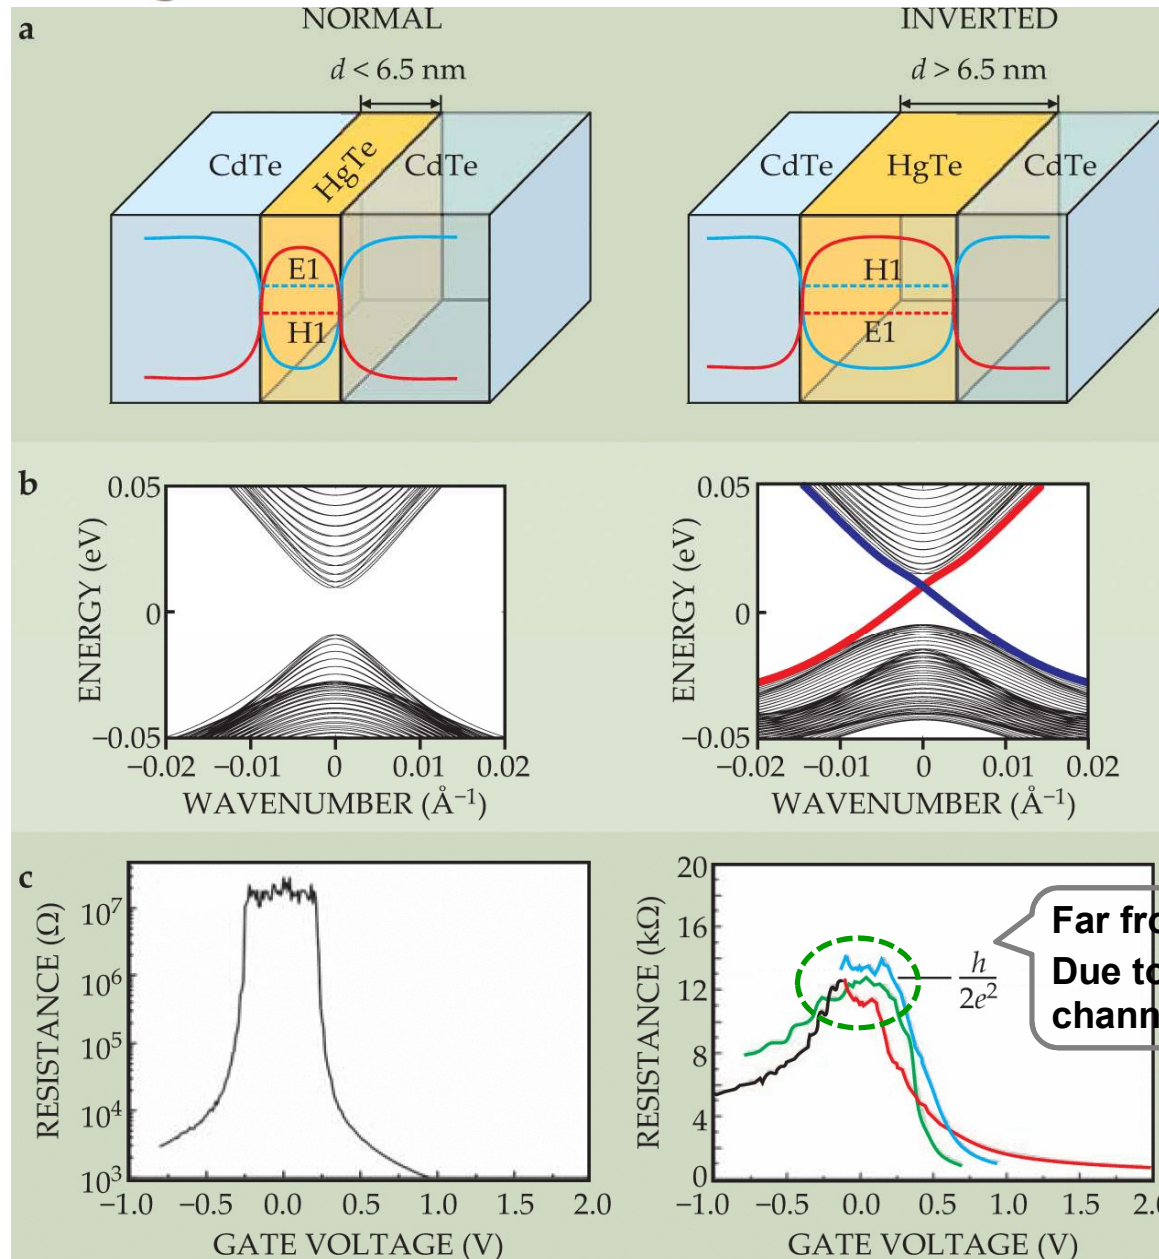 a
NORMAL
d < 6.5 nm
CdTe
HgTe
CdTe
E1
H1
INVERTED
d > 6.5 nm
CdTe
HgTe
CdTe
H1
E1
b
ENERGY (eV)
0.05
0
−0.05
−0.02 −0.01 0 0.01 0.02
WAVENUMBER (Å⁻¹)
ENERGY (eV)
0.05
0
−0.05
−0.02 −0.01 0 0.01 0.02
WAVENUMBER (Å⁻¹)
c
RESISTANCE (Ω)
10⁷
10⁶
10⁵
10⁴
10³
−1.0 −0.5 0.0 0.5 1.0 1.5 2.0
GATE VOLTAGE (V)
RESISTANCE (kΩ)
20
16
12
8
4
0
−1.0 −0.5 0.0 0.5 1.0 1.5
GATE VOLTAGE (V)
h
2e²
Far
Due